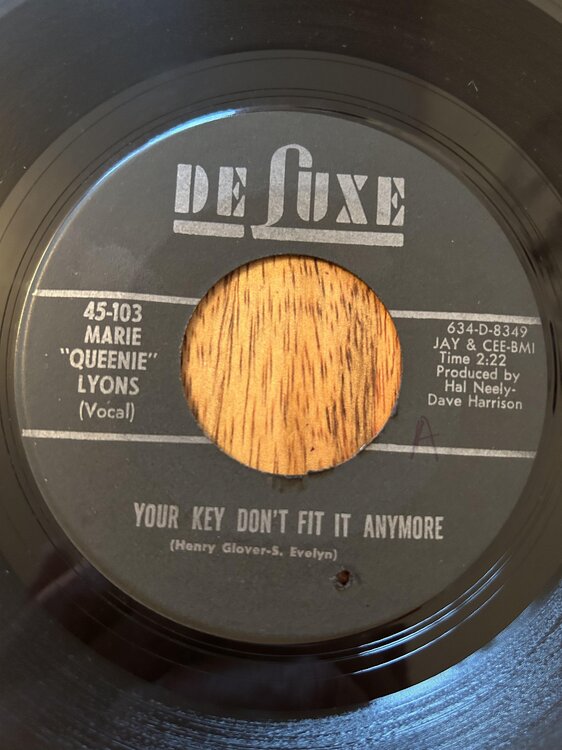 DE LUXE
45-103
MARIE
"QUEENIE"
LYONS
(Vocal)
634-D-8349
JAY & CEE-BMI
Time 2:22
Produced by
Hal Neely-
Dave Harrison
A
YOUR KEY DON'T FIT IT ANYMORE
(Henry Glover-S. Evelyn)